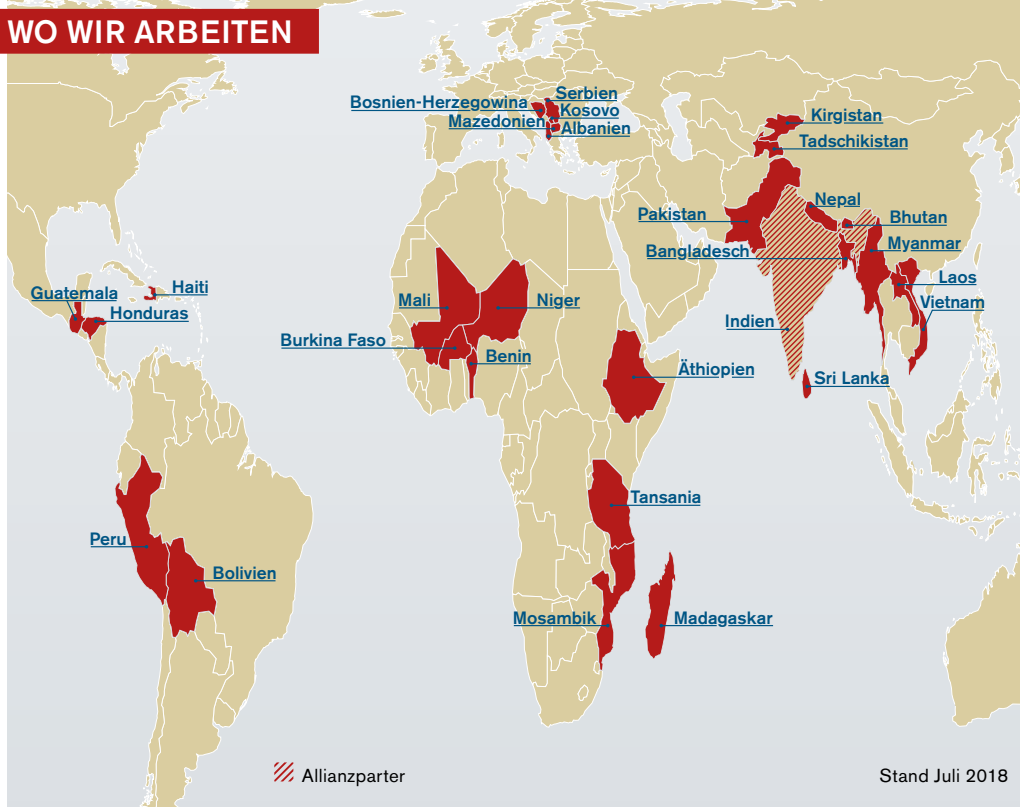 WO WIR ARBEITEN
Serbien
Bosnien-Herzegowina
Kosovo
Mazedonien
Albanien
Kirgistan
Tadschikistan
Nepal
Pakistan
Bhutan
Bangladesch
Myanmar
Laos
Vietnam
Indien
Sri Lanka
Guatemala
Haiti
Honduras
Mali
Niger
Burkina Faso
Benin
Äthiopien
Tansania
Peru
Bolivien
Mosambik
Madagaskar
Allianzparter
Stand Juli 2018